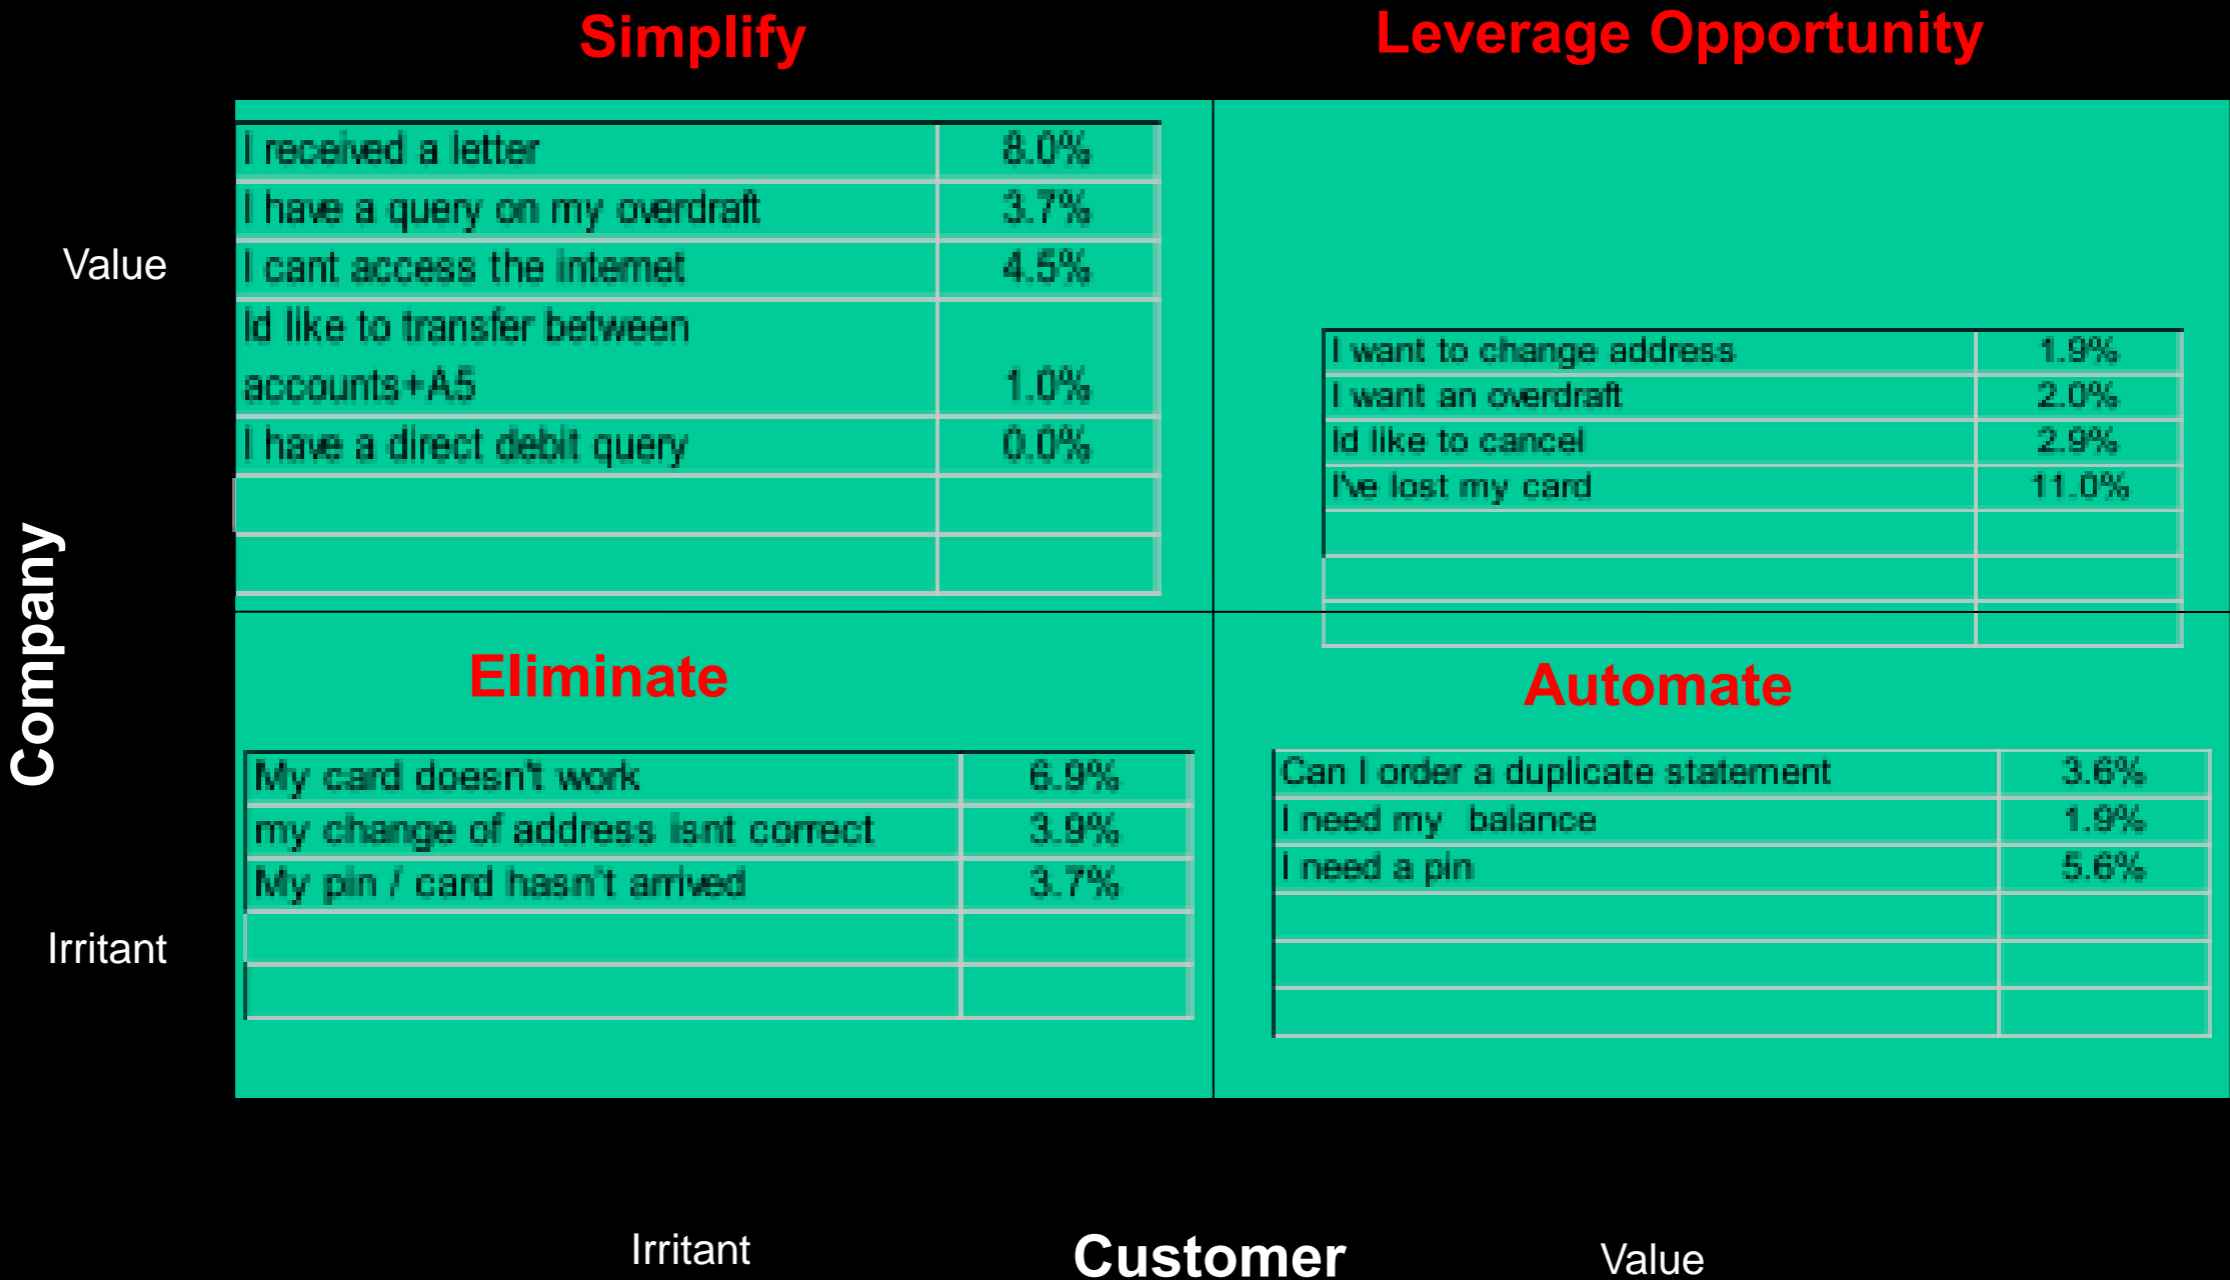 Simplify
Leverage Opportunity
I received a letter 8.0%
I have a query on my overdraft 3.7%
I cant access the internet 4.5%
Id like to transfer between
accounts+A5 1.0%
I have a direct debit query 0.0%
I want to change address 1.9%
I want an overdraft 2.0%
Id like to cancel 2.9%
I've lost my card 11.0%
Value
Company
Eliminate
Automate
My card doesn't work 6.9%
my change of address isnt correct 3.9%
My pin / card hasn't arrived 3.7%
Can I order a duplicate statement 3.6%
I need my balance 1.9%
I need a pin 5.6%
Irritant
Irritant
Customer
Value